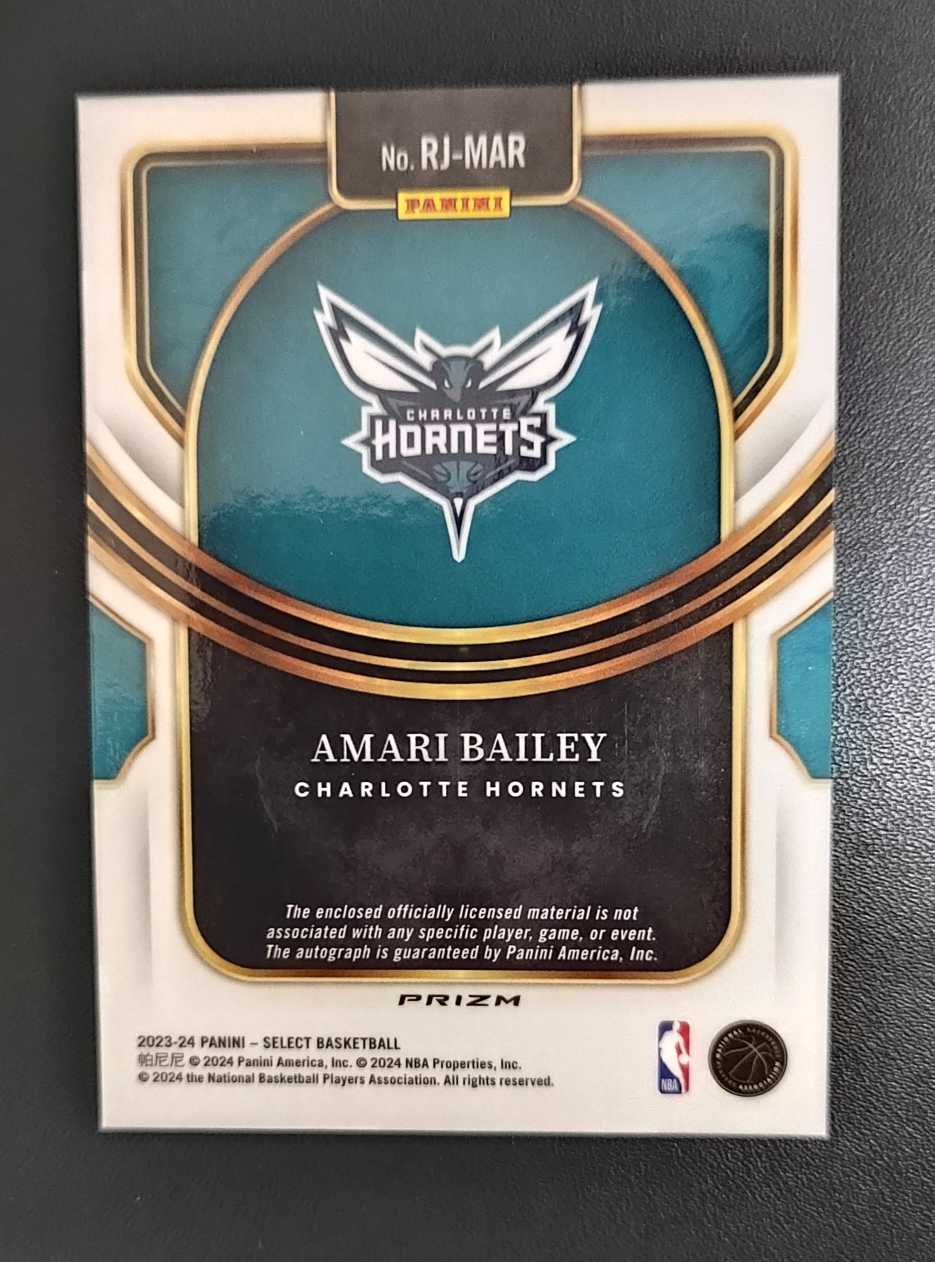 No. RJ-MAR
PANINI
CHARLOTTE
HORNETS
AMARI BAILEY
CHARLOTTE HORNETS
The enclosed officially licensed material is not
associated with any specific player, game, or event.
The autograph is guaranteed by Panini America, Inc.
PRIZM
2023-24 PANINI – SELECT BASKETBALL
帕尼尼 © 2024 Panini America, Inc. © 2024 NBA Properties, Inc.
© 2024 the National Basketball Players Association. All rights reserved.
NBA